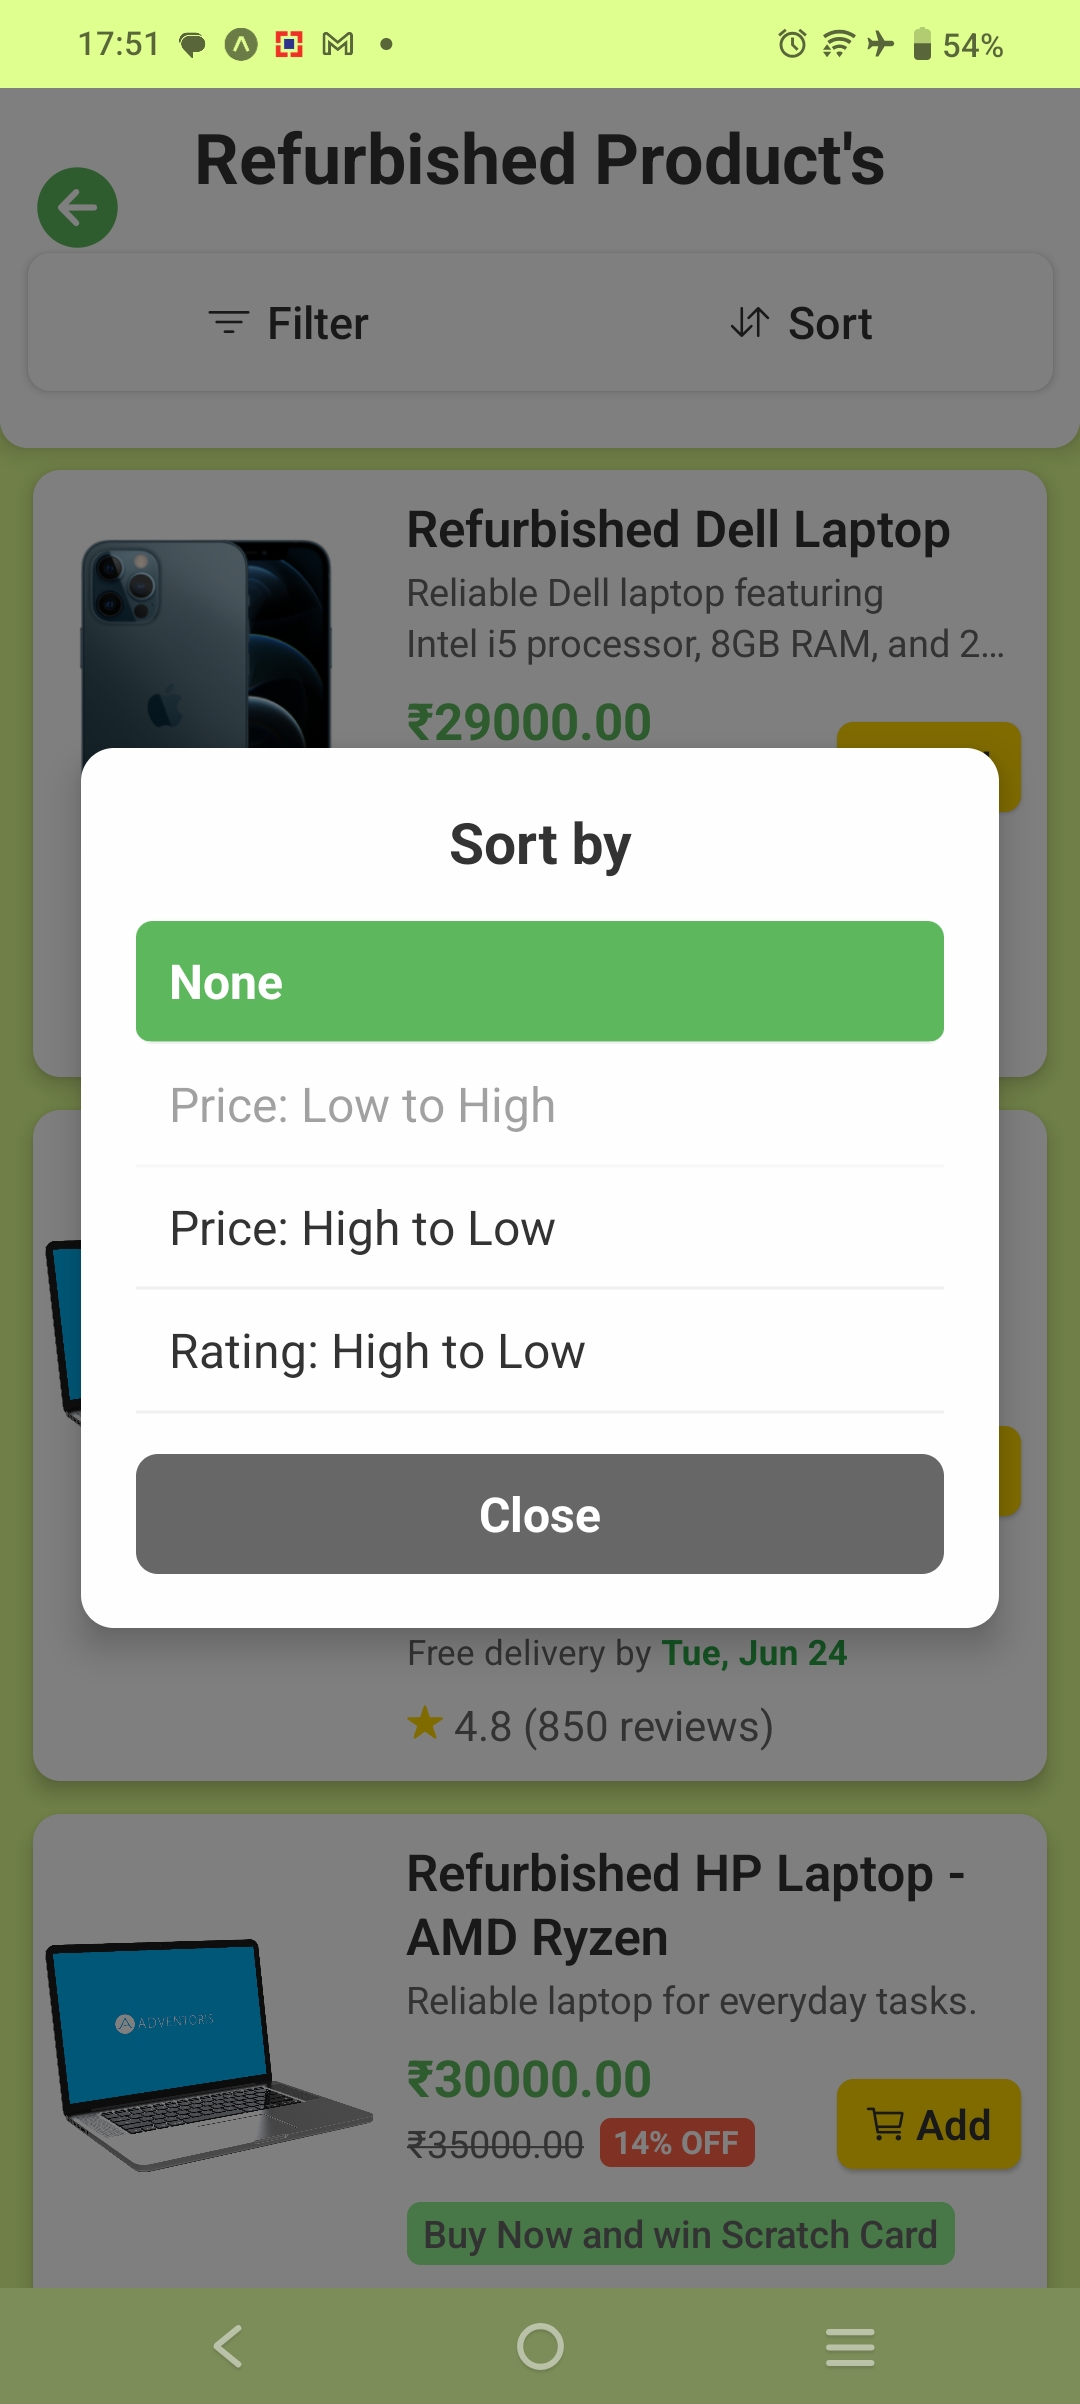 17:51
54%
Refurbished Product's
Filter
Sort
Refurbished Dell Laptop
Reliable Dell laptop featuring
Intel i5 processor, 8GB RAM, and 2...
₹29000.00
Sort by
None
Price: Low to High
Price: High to Low
Rating: High to Low
Close
Free delivery by Tue, Jun 24
4.8 (850 reviews)
Refurbished HP Laptop -
AMD Ryzen
Reliable laptop for everyday tasks.
ADVENTORIS
₹30000.00
₹35000.00 14% OFF
Add
Buy Now and win Scratch Card